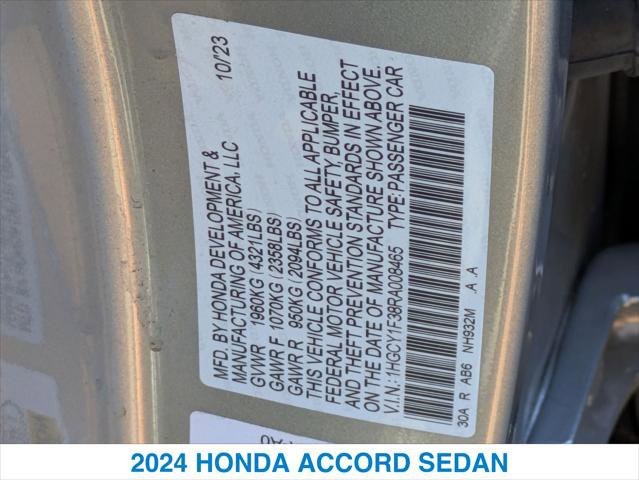 MFD. BY HONDA DEVELOPMENT & 10/23
MANUFACTURING OF AMERICA, LLC
GVWR 1960KG (4321LBS)
GAWR F 1070KG (2358LBS)
GAWR R 960KG (2094LBS)
THIS VEHICLE CONFORMS TO ALL APPLICABLE
FEDERAL MOTOR VEHICLE SAFETY, BUMPER,
AND THEFT PREVENTION STANDARDS IN EFFECT
ON THE DATE OF MANUFACTURE SHOWN ABOVE.
V.I.N.: 1HGCY1F38RA008465 TYPE: PASSENGER CAR
30A R AB6 NH932M .A .A
2024 HONDA ACCORD SEDAN